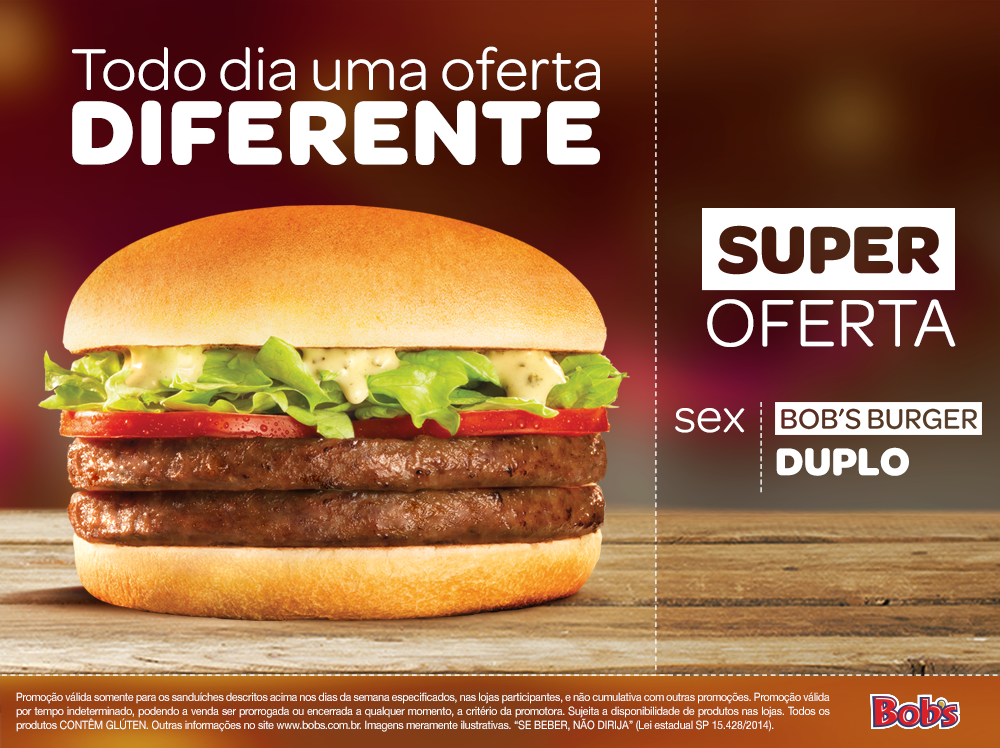 Todo dia uma oferta
DIFERENTE
SUPER
OFERTA
sex
BOB'S BURGER
DUPLO
Promoção válida somente para os sanduíches descritos acima nos dias da semana especificados, nas lojas participantes, e não cumulativa com outras promoções. Promoção válida
por tempo indeterminado, podendo a venda ser prorrogada ou encerrada a qualquer momento, a critério da promotora. Sujeita a disponibilidade de produtos nas lojas. Todos os
produtos CONTÊM GLÚTEN. Outras informações no site www.bobs.com.br. Imagens meramente ilustrativas. "SE BEBER, NÃO DIRIJA" (Lei estadual SP 15.428/2014).
Bob's